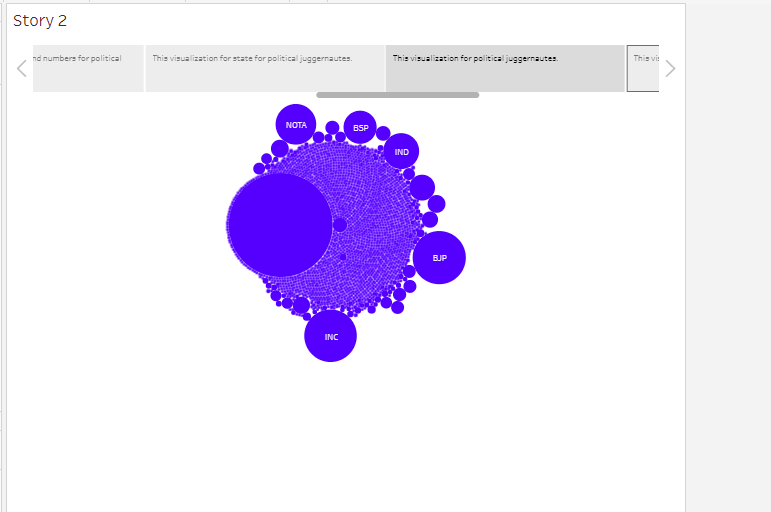 Story 2
nd numbers for political
This visualization for state for political juggernautes.
This visualization for political juggernautes.
This vi
NOTA
BSP
IND
BJP
INC